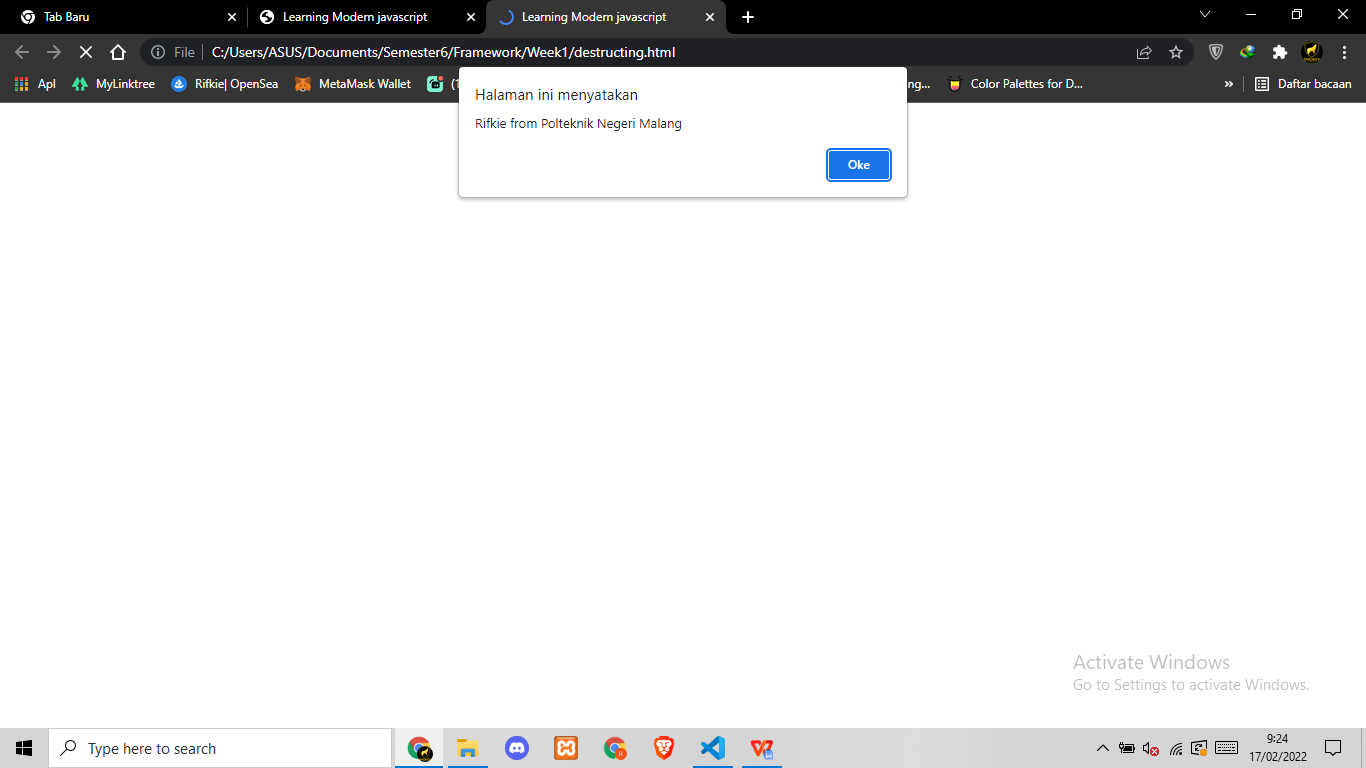 Tab Baru
Learning Modern javascript
Learning Modern javascript
File
C:/Users/ASUS/Documents/Semester6/Framework/Week1/destructing.html
Apl
MyLinktree
Rifkie| OpenSea
MetaMask Wallet
(1
ng...
Color Palettes for D...
»
Daftar bacaan
Halaman ini menyatakan
Rifkie from Polteknik Negeri Malang
Oke
Activate Windows
Go to Settings to activate Windows.
Type here to search
9:24
17/02/2022